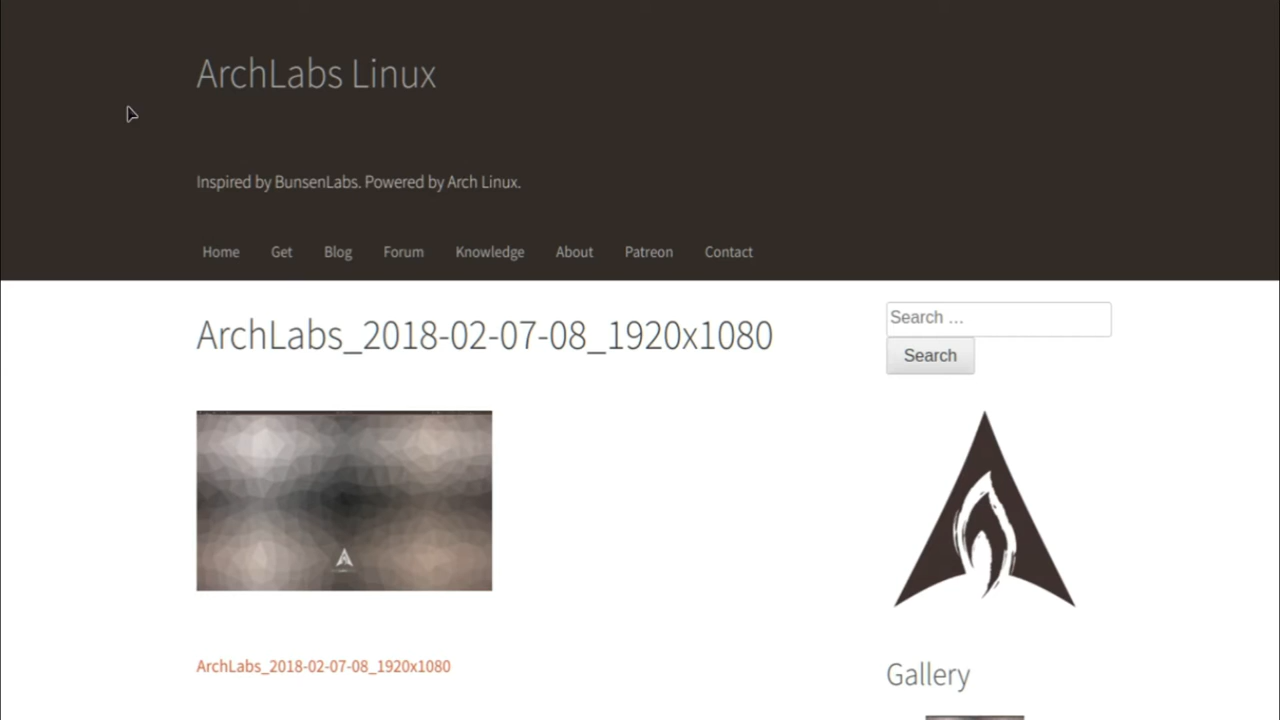 ArchLabs Linux
Inspired by BunsenLabs. Powered by Arch Linux.
Home Get Blog Forum Knowledge About Patreon Contact
ArchLabs_2018-02-07-08_1920x1080
Search …
Search
ArchLabs_2018-02-07-08_1920x1080
Gallery